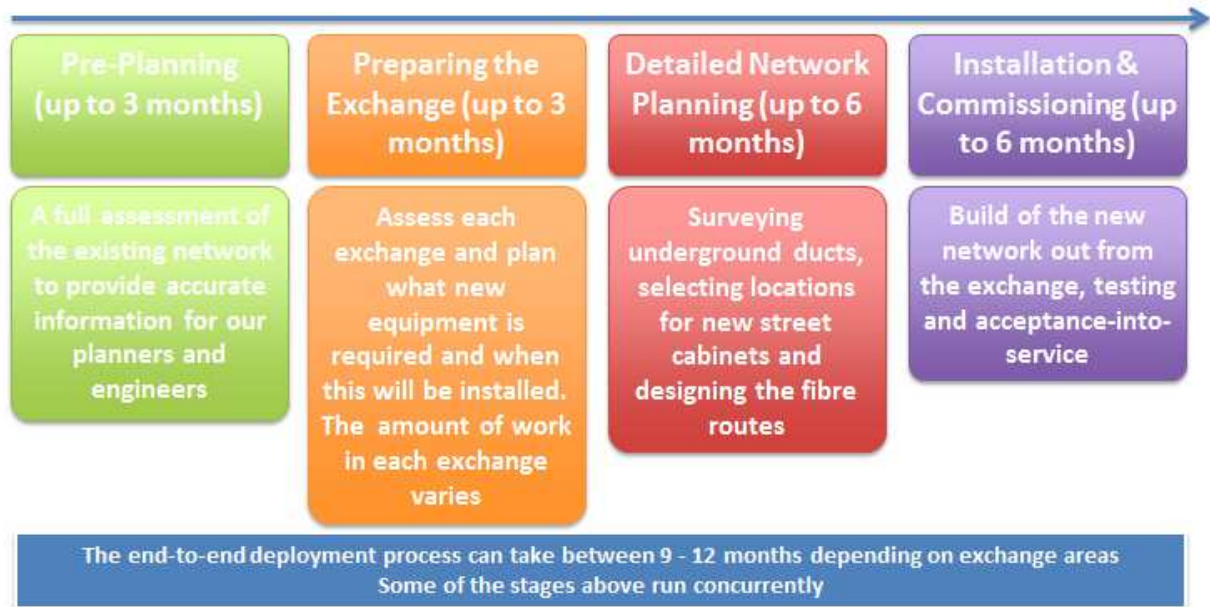 Pre-Planning
(up to 3 months)
A full assessment of
the existing network
to provide accurate
information for our
planners and
engineers
Preparing the
Exchange (up to 3
months)
Assess each
exchange and plan
what new
equipment is
required and when
this will be installed.
The amount of work
in each exchange
varies
Detailed Network
Planning (up to 6
months)
Surveying
underground ducts,
selecting locations
for new street
cabinets and
designing the fibre
routes
Installation &
Commissioning (up
to 6 months)
Build of the new
network out from
the exchange, testing
and acceptance-into-
service
The end-to-end deployment process can take between 9 - 12 months depending on exchange areas
Some of the stages above run concurrently